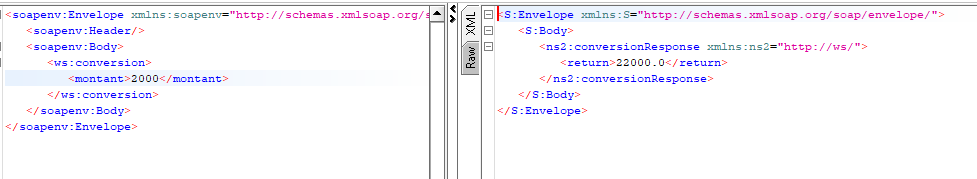 <soapenv:Envelope xmlns:soapenv="http://schemas.xmlsoap.org/s
<soapenv:Header/>
<soapenv:Body>
<ws:conversion>
<montant>2000</montant>
</ws:conversion>
</soapenv:Body>
</soapenv:Envelope>
XML
Raw
<S:Envelope xmlns:S="http://schemas.xmlsoap.org/soap/envelope/">
<S:Body>
<ns2:conversionResponse xmlns:ns2="http://ws/">
<return>22000.0</return>
</ns2:conversionResponse>
</S:Body>
</S:Envelope>